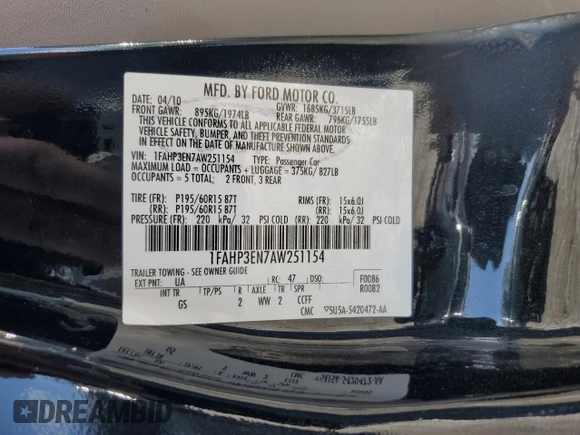 MFD. BY FORD MOTOR CO.
DATE: 04/10 GVWR: 1685KG/3715LB
FRONT GAWR: 895KG/1974LB REAR GAWR: 796KG/1755LB
THIS VEHICLE CONFORMS TO ALL APPLICABLE FEDERAL MOTOR
VEHICLE SAFETY, BUMPER, AND THEFT PREVENTION STANDARDS
IN EFFECT ON THE DATE OF MANUFACTURE SHOWN ABOVE.
VIN: 1FAHP3EN7AW251154 TYPE: Passenger Car
MAXIMUM LOAD = OCCUPANTS + LUGGAGE = 375KG/ 827LB
OCCUPANTS = 5 TOTAL: 2 FRONT, 3 REAR
TIRE (FR): P195/60R15 87T RIMS (FR): 15x6.0J
(RR): P195/60R15 87T (RR): 15x6.0J
PRESSURE (FR): 220 kPa/ 32 PSI COLD (RR): 220 kPa/ 32 PSI COLD
1FAHP3EN7AW251154
TRAILER TOWING - SEE OWNER GUIDE
EXT PNT: UA RC: 47 DSO: F0086
R0082
INT TR TP/PS R AXLE TR SPR
GS 2 WW 2 CCFF
CMC ▽5U5A-5420472-AA
DREAMBID